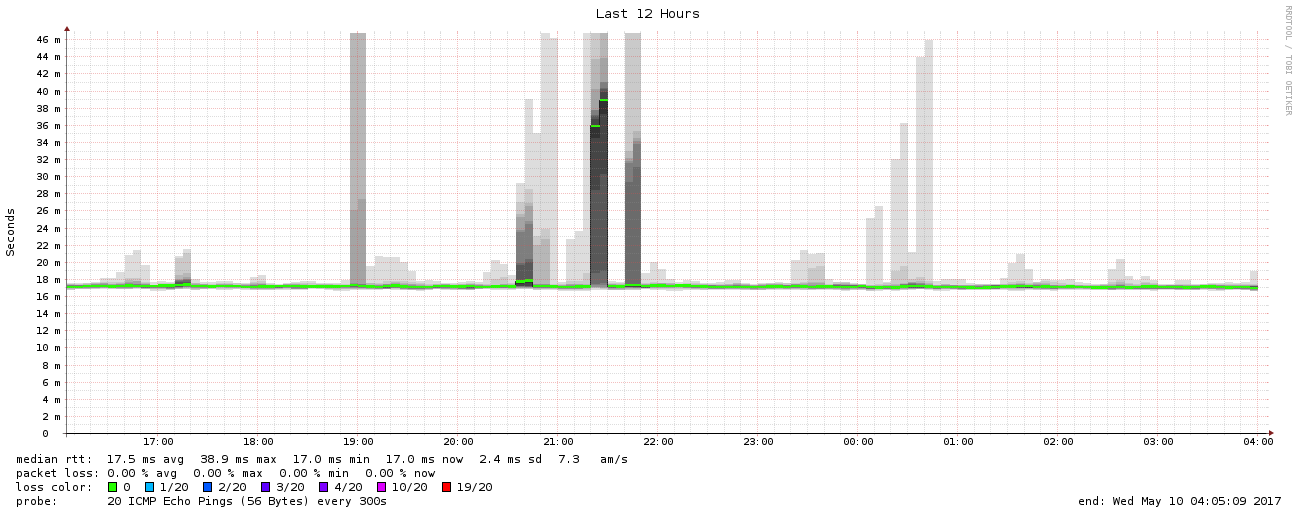 Last 12 Hours
RRDTOOL / TOBI OETIKER
Seconds
46 m
44 m
42 m
40 m
38 m
36 m
34 m
32 m
30 m
28 m
26 m
24 m
22 m
20 m
18 m
16 m
14 m
12 m
10 m
8 m
6 m
4 m
2 m
0
17:00 18:00 19:00 20:00 21:00 22:00 23:00 00:00 01:00 02:00 03:00 04:00
median rtt: 17.5 ms avg 38.9 ms max 17.0 ms min 17.0 ms now 2.4 ms sd 7.3 am/s
packet loss: 0.00 % avg 0.00 % max 0.00 % min 0.00 % now
loss color: 0 1/20 2/20 3/20 4/20 10/20 19/20
probe: 20 ICMP Echo Pings (56 Bytes) every 300s end: Wed May 10 04:05:09 2017